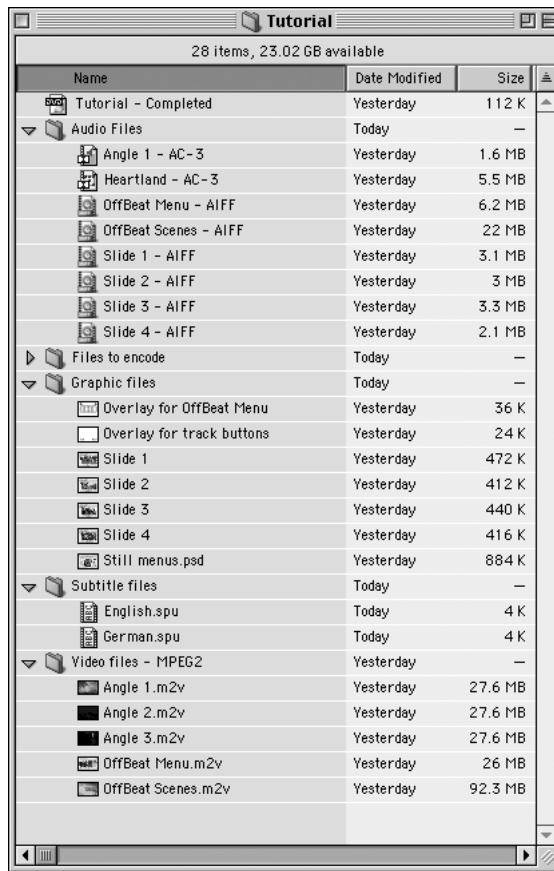 Tutorial
28 items, 23.02 GB available
Name Date Modified Size
Tutorial - Completed Yesterday 112 K
Audio Files Today –
Angle 1 - AC-3 Yesterday 1.6 MB
Heartland - AC-3 Yesterday 5.5 MB
OffBeat Menu - AIFF Yesterday 6.2 MB
OffBeat Scenes - AIFF Yesterday 22 MB
Slide 1 - AIFF Yesterday 3.1 MB
Slide 2 - AIFF Yesterday 3 MB
Slide 3 - AIFF Yesterday 3.3 MB
Slide 4 - AIFF Yesterday 2.1 MB
Files to encode Today –
Graphic files Today –
Overlay for OffBeat Menu Yesterday 36 K
Overlay for track buttons Yesterday 24 K
Slide 1 Yesterday 472 K
Slide 2 Yesterday 412 K
Slide 3 Yesterday 440 K
Slide 4 Yesterday 416 K
Still menus.psd Yesterday 884 K
Subtitle files Today –
English.spu Today 4 K
German.spu Today 4 K
Video files - MPEG2 Yesterday –
Angle 1.m2v Yesterday 27.6 MB
Angle 2.m2v Yesterday 27.6 MB
Angle 3.m2v Yesterday 27.6 MB
OffBeat Menu.m2v Yesterday 26 MB
OffBeat Scenes.m2v Yesterday 92.3 MB